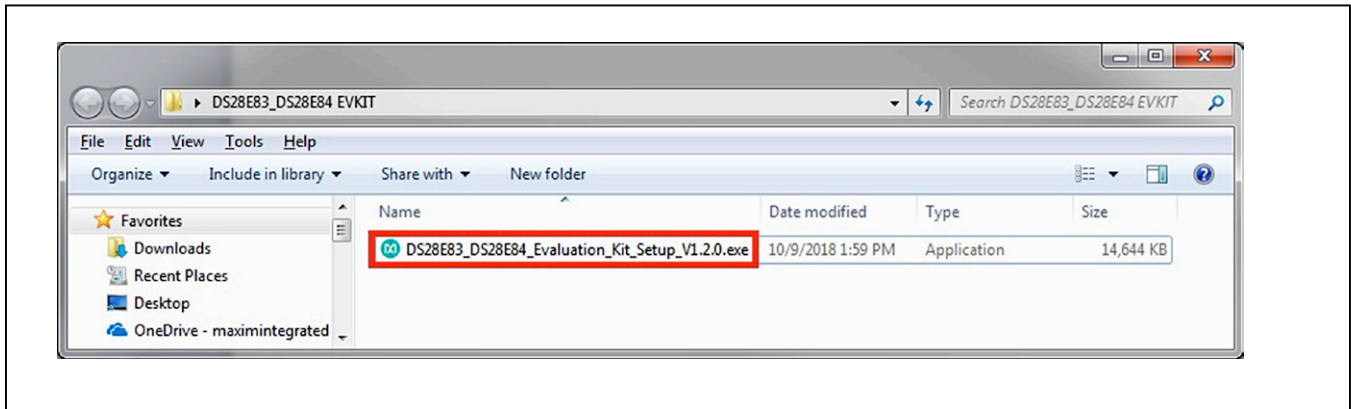 DS28E83_DS28E84 EVKIT
Search DS28E83_DS28E84 EVKIT
File Edit View Tools Help
Organize Include in library Share with New folder
Favorites
Downloads
Recent Places
Desktop
OneDrive - maximintegrated
Name Date modified Type Size
DS28E83_DS28E84_Evaluation_Kit_Setup_V1.2.0.exe 10/9/2018 1:59 PM Application 14,644 KB